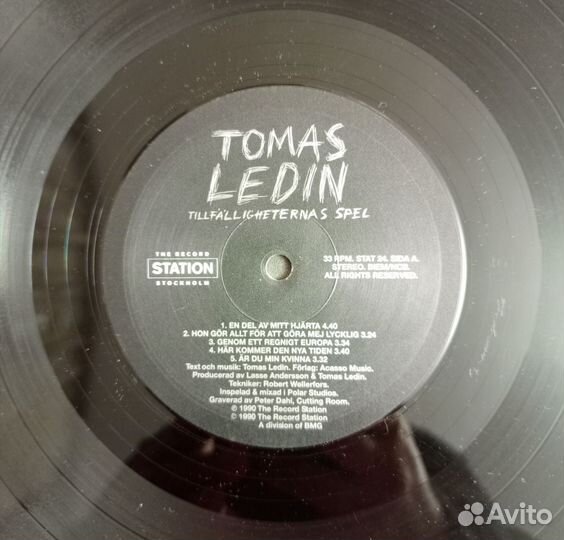 TOMAS
LEDIN
TILLFÄLLIGHETERNAS SPEL
THE RECORD
STATION
STOCKHOLM
33 RPM. STAT 24. SIDA A.
STEREO. BIEM/NCB.
ALL RIGHTS RESERVED.
1. EN DEL AV MITT HJÄRTA 4.40
2. HON GÖR ALLT FÖR ATT GÖRA MEJ LYCKLIG 3.24
3. GENOM ETT REGNIGT EUROPA 3.34
4. HÄR KOMMER DEN NYA TIDEN 3.40
5. ÄR DU MIN KVINNA 3.32
Text och musik: Tomas Ledin. Förlag: Acasso Music.
Producerad av Lasse Andersson & Tomas Ledin.
Tekniker: Robert Wellerfors.
Inspelad & mixad i Polar Studios.
Graverad av Peter Dahl, Cutting Room.
℗ 1990 The Record Station
© 1990 The Record Station
A division of BMG
Avito